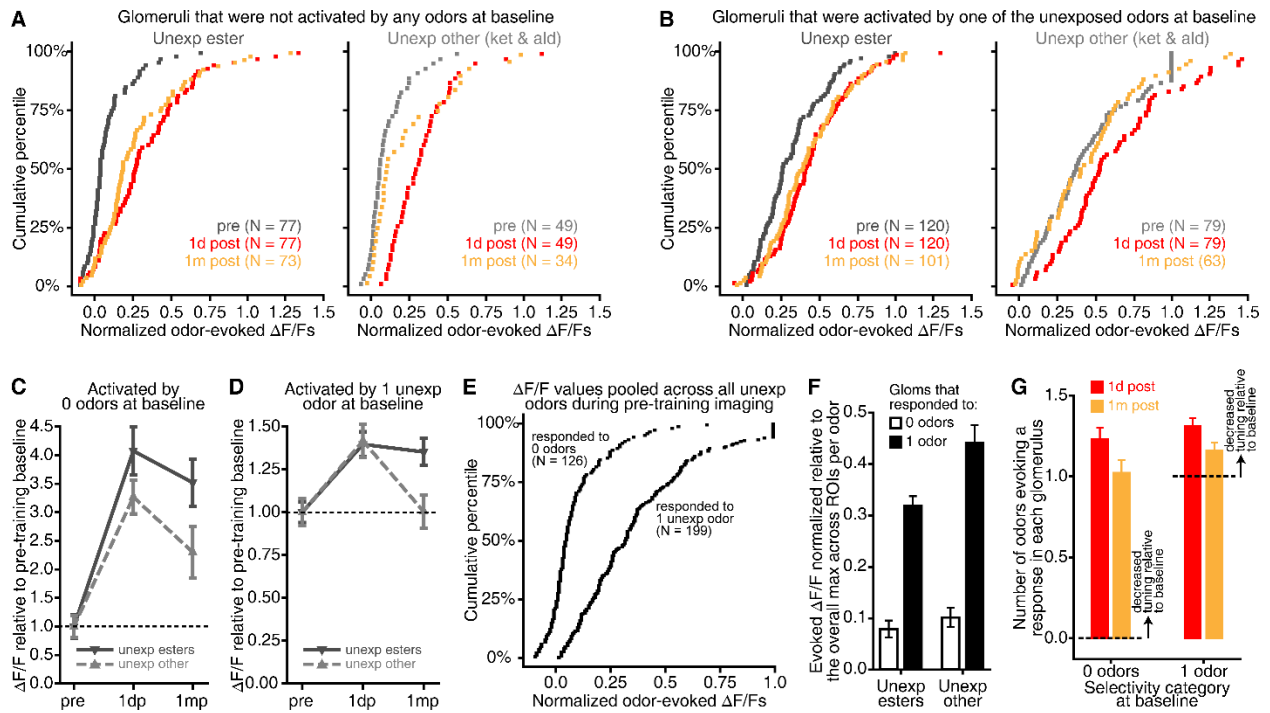 A
Glomeruli that were not activated by any odors at baseline
Unexp ester
Unexp other (ket & ald)
Cumulative percentile
100%
75%
50%
25%
0%
pre (N = 77)
1d post (N = 77)
1m post (N = 73)
0.0 0.25 0.5 0.75 1.0 1.25 1.5
Normalized odor-evoked ΔF/Fs
pre (N = 49)
1d post (N = 49)
1m post (N = 34)
0.0 0.25 0.5 0.75 1.0 1.25 1.5
Normalized odor-evoked ΔF/Fs
B
Glomeruli that were activated by one of the unexposed odors at baseline
Unexp ester
Unexp other (ket & ald)
Cumulative percentile
100%
75%
50%
25%
0%
pre (N = 120)
1d post (N = 120)
1m post (N = 101)
0.0 0.25 0.5 0.75 1.0 1.25 1.5
Normalized odor-evoked ΔF/Fs
pre (N = 79)
1d post (N = 79)
1m post (63)
0.0 0.25 0.5 0.75 1.0 1.25 1.5
Normalized odor-evoked ΔF/Fs
C
Activated by
0 odors at baseline
ΔF/F relative to pre-training baseline
4.5
4.0
3.5
3.0
2.5
2.0
1.5
1.0
0.5
0.0
unexp esters
unexp other
pre 1dp 1mp
D
Activated by 1 unexp
odor at baseline
ΔF/F relative to pre-training baseline
1.50
1.25
1.00
0.75
0.50
0.25
0.00
unexp esters
unexp other
pre 1dp 1mp
E
ΔF/F values pooled across all unexp
odors during pre-training imaging
Cumulative percentile
100%
75%
50%
25%
0%
responded to
0 odors
(N = 126)
responded to
1 unexp odor
(N = 199)
0.0 0.25 0.5 0.75 1.0
Normalized odor-evoked ΔF/Fs
F
Gloms that
responded to:
0 odors
1 odor
Evoked ΔF/F normalized relative to
the overall max across ROIs per odor
0.5
0.4
0.3
0.2
0.1
0.0
Unexp
esters
Unexp
other
G
1d post
1m post
Number of odors evoking a
response in each glomerulus
1.5
1.0
0.5
0.0
decreased
tuning relative
to baseline
decreased
tuning relative
to baseline
0 odors 1 odor
Selectivity category
at baseline